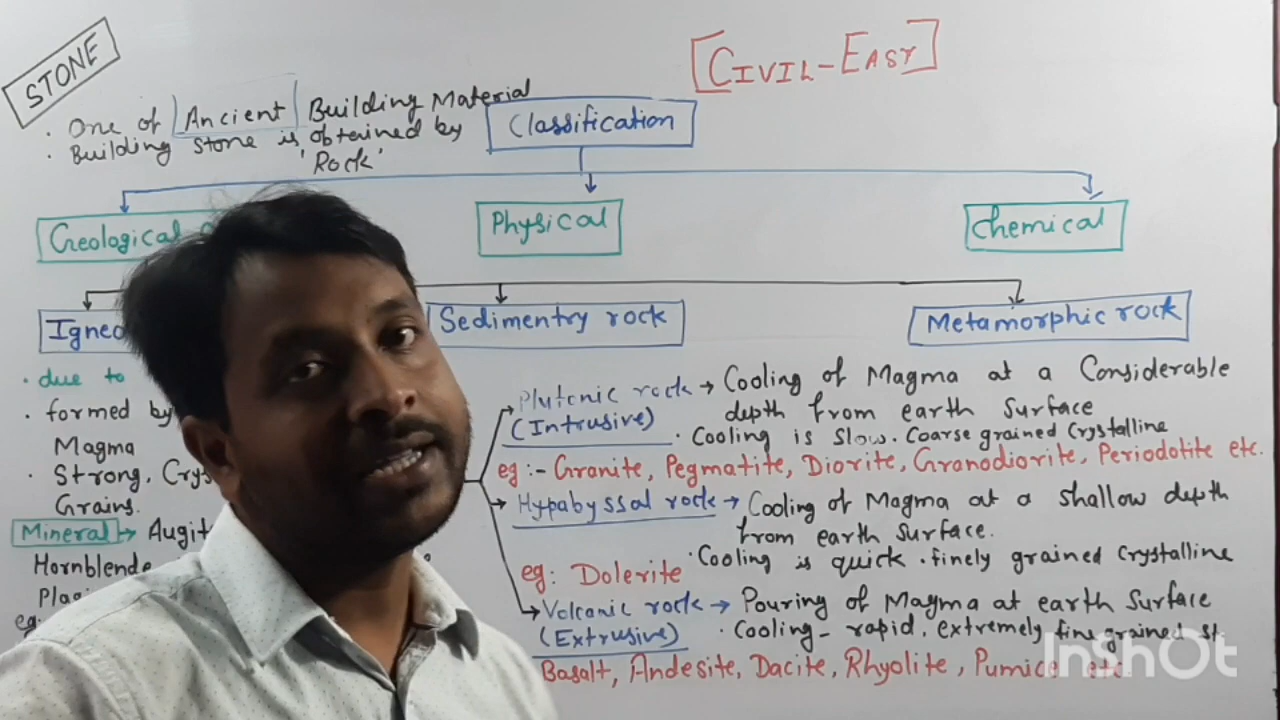 STONE
[CIVIL-EASY]
· One of Ancient Building Material
· Building stone is obtained by
'Rock'
Classification
Geological
Physical
Chemical
Sedimentry rock
Metamorphic rock
· due to
· formed by
Magma
· Strong,
Grains.
Mineral →
Hornblende
eg:
Plutonic rock → Cooling of Magma at a Considerable
(Intrusive) depth from earth Surface
· Cooling is slow. Coarse grained Crystalline
eg :- Granite, Pegmatite, Diorite, Granodiorite, Periodotite etc.
Hypabyssal rock → Cooling of Magma at a shallow depth
from earth Surface.
· Cooling is quick · finely grained Crystalline
eg: Dolerite
Volcanic rock → Pouring of Magma at earth Surface
(Extrusive) · Cooling - rapid. extremely fine grained
Basalt, Andesite, Dacite, Rhyolite, Pumice etc
InShOt